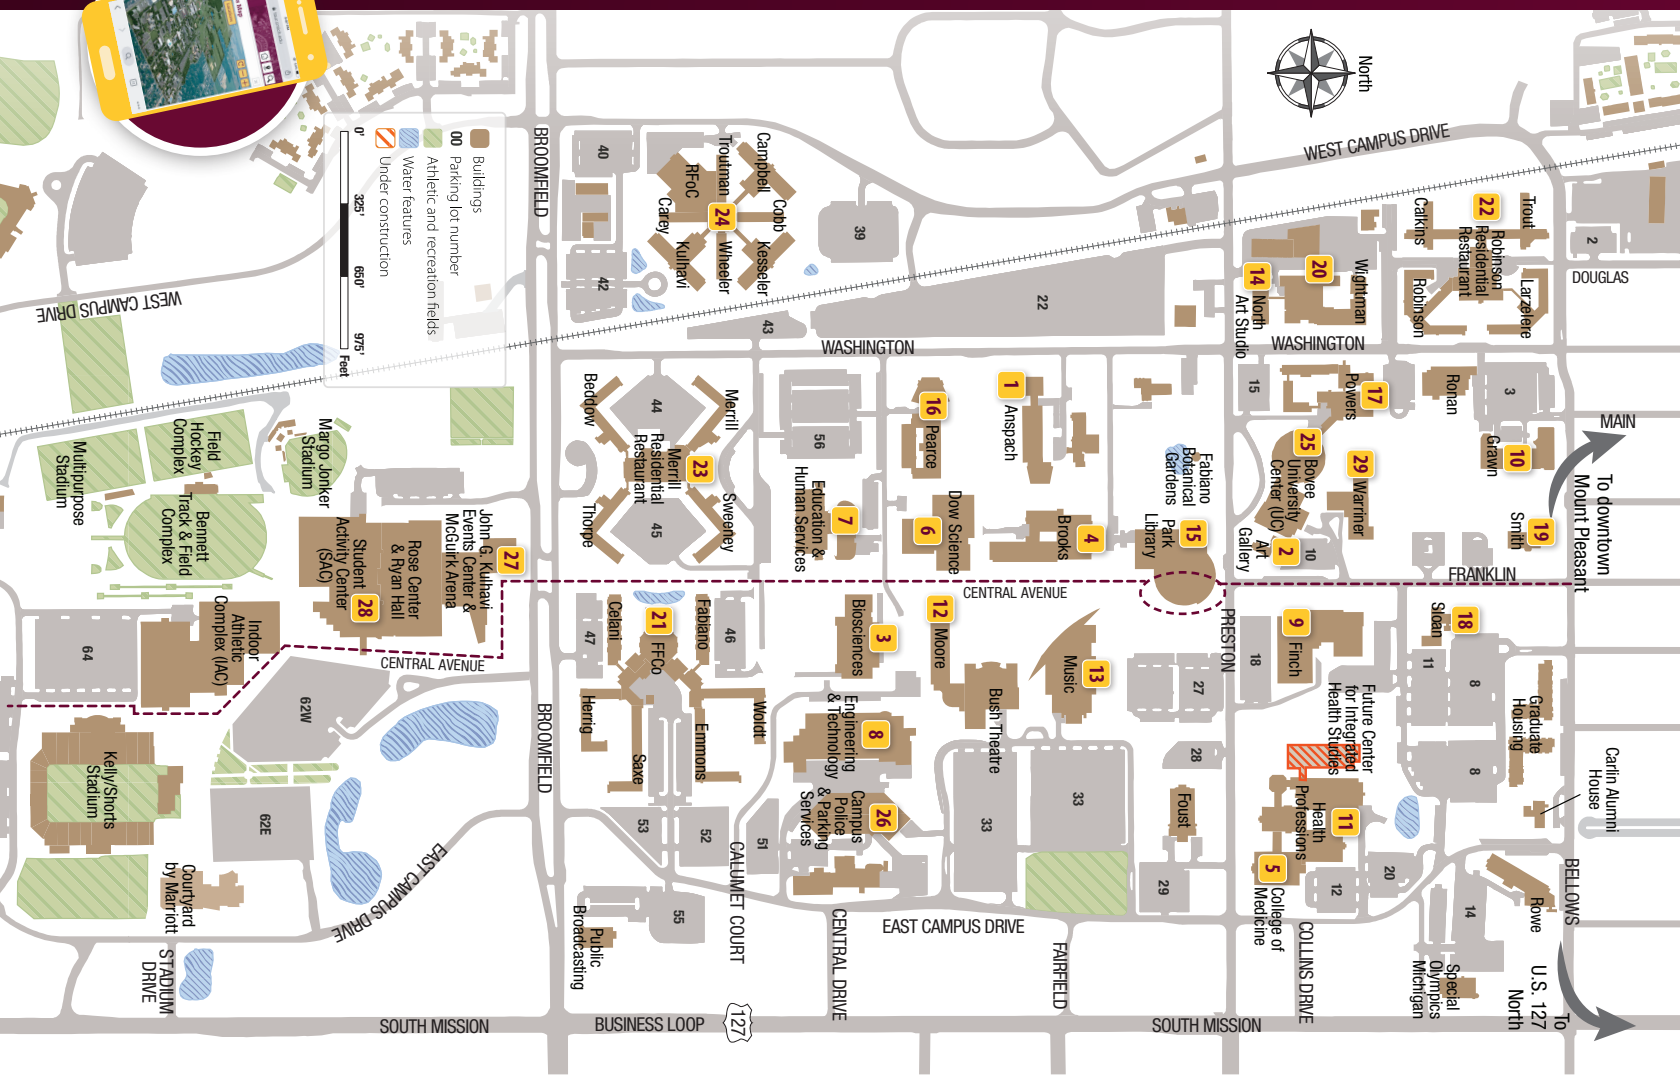 North
WEST CAMPUS DRIVE
BROOMFIELD
40
42
Campbell
Troutman
RFoC
Carey
Cobb
24
Wheeler
Kesseler
Kulhavi
39
22
43
WASHINGTON
Trout
22
Calkins
Robinson
Residential
Restaurant
Larzelere
Robinson
2
DOUGLAS
20
Wightman
14
North
Art Studio
WASHINGTON
Buildings
00 Parking lot number
Athletic and recreation fields
Water features
Under construction
0'
325'
650'
975'
Feet
WEST CAMPUS DRIVE
Beddow
44
Merrill
Merrill
Residential
Restaurant
23
Thorpe
45
Sweeney
56
Education &
Human Services
7
16
Pearce
Dow Science
6
1
Anspach
Brooks
4
Fabiano
Botanical
Gardens
Park
Library
15
15
Powers
17
25
Bovee
University
Center (UC)
29
Warriner
Art
Gallery
2
10
Ronan
3
Grawn
10
Smith
19
MAIN
To downtown
Mount Pleasant
FRANKLIN
CENTRAL AVENUE
PRESTON
Margo Jonker
Stadium
Field
Hockey
Complex
Multipurpose
Stadium
Bennett
Track & Field
Complex
John G. Kulhavi
Events Center &
McGuirk Arena
27
Rose Center
& Ryan Hall
Student
Activity Center
(SAC)
28
Indoor
Athletic
Complex (IAC)
64
CENTRAL AVENUE
62W
62E
Kelly/Shorts
Stadium
Courtyard
by Marriott
STADIUM
DRIVE
EAST CAMPUS DRIVE
BROOMFIELD
47
Celani
21
FFCo
Fabiano
46
Herrig
Saxe
Emmons
Woldt
53
52
51
55
CALUMET COURT
Public
Broadcasting
Biosciences
3
12
Moore
Engineering
& Technology
8
Campus
Police
& Parking
Services
26
Bush Theatre
Music
13
33
33
27
28
Foust
29
EAST CAMPUS DRIVE
CENTRAL DRIVE
FAIRFIELD
18
9
Finch
Future Center
for Integrated
Health Studies
Health
Professions
11
5
College of
Medicine
12
20
COLLINS DRIVE
Sloan
18
11
8
8
Graduate
Housing
Carlin Alumni
House
14
Rowe
BELLOWS
Special
Olympics
Michigan
To
U.S. 127
North
SOUTH MISSION
BUSINESS LOOP
127
SOUTH MISSION